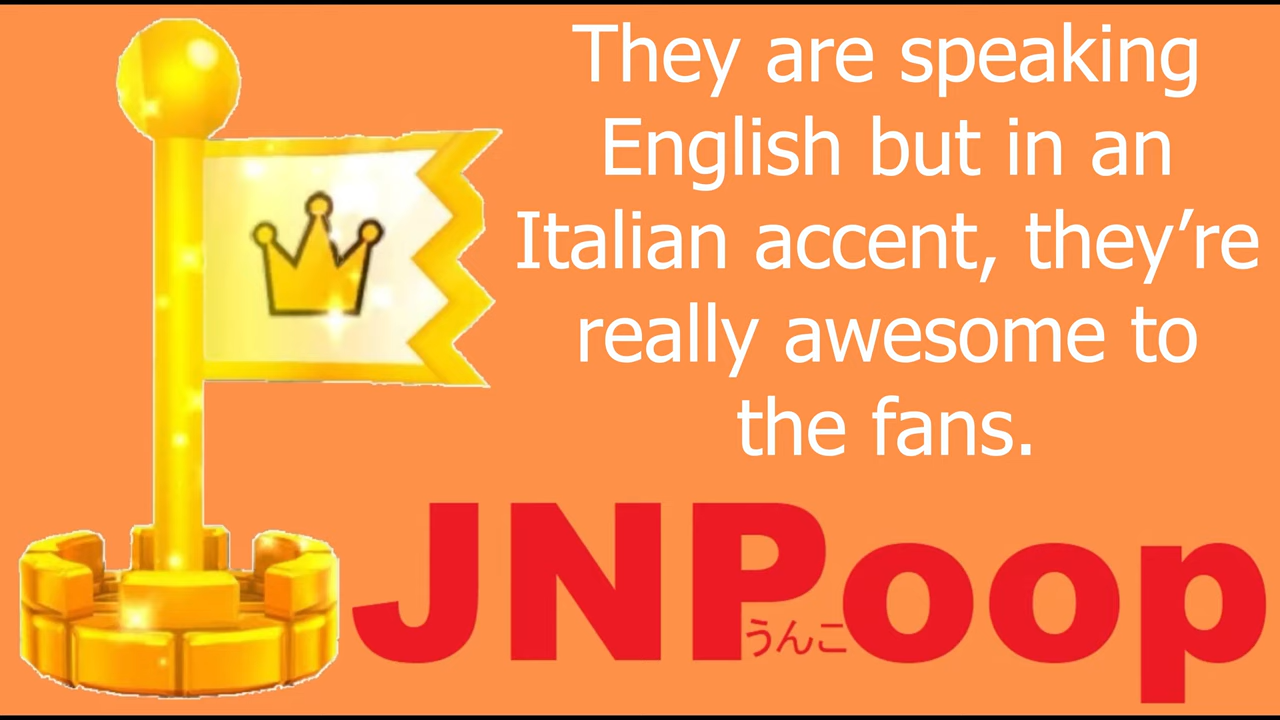 They are speaking
English but in an
Italian accent, they’re
really awesome to
the fans.
JNPoop
うんこ